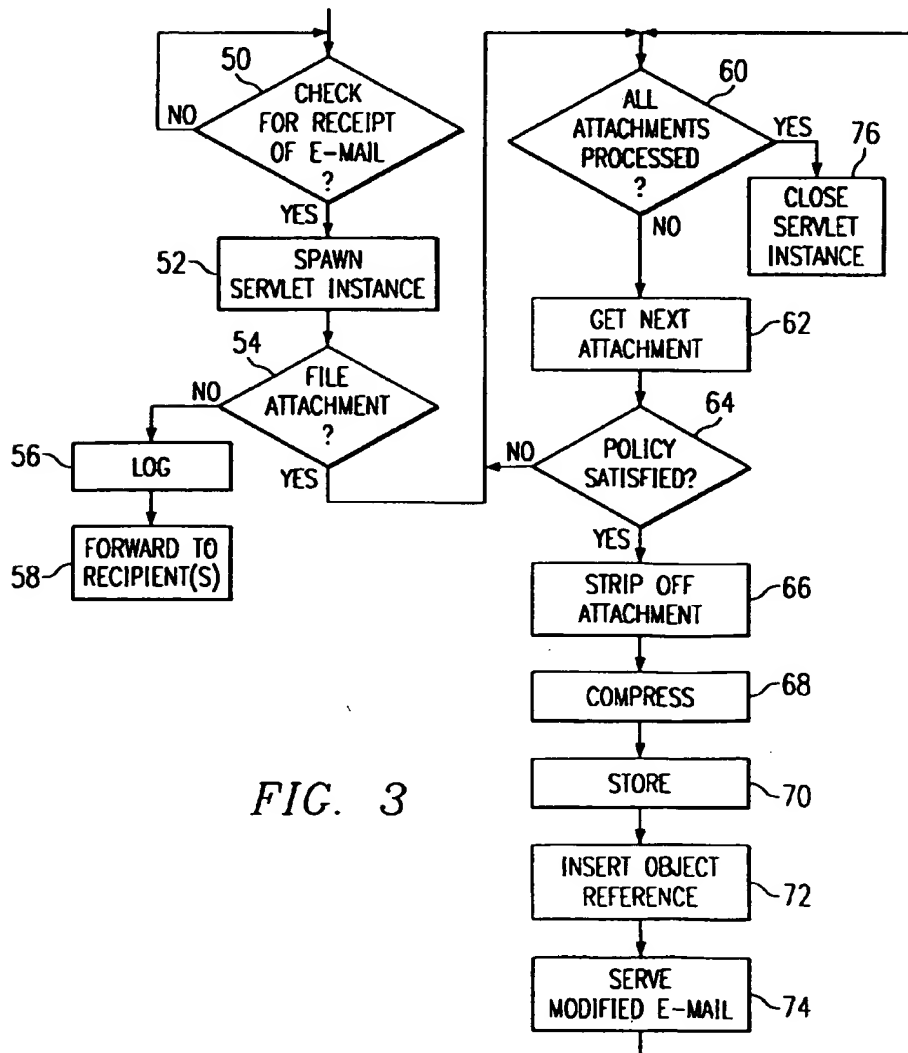 50
CHECK
FOR RECEIPT
OF E-MAIL
?
NO
YES
52
SPAWN
SERVLET INSTANCE
54
FILE
ATTACHMENT
?
NO
YES
56
LOG
58
FORWARD TO
RECIPIENT(S)
60
ALL
ATTACHMENTS
PROCESSED
?
YES
NO
76
CLOSE
SERVLET
INSTANCE
GET NEXT
ATTACHMENT
62
64
POLICY
SATISFIED?
NO
YES
STRIP OFF
ATTACHMENT
66
COMPRESS
68
STORE
70
INSERT OBJECT
REFERENCE
72
SERVE
MODIFIED E-MAIL
74
FIG. 3